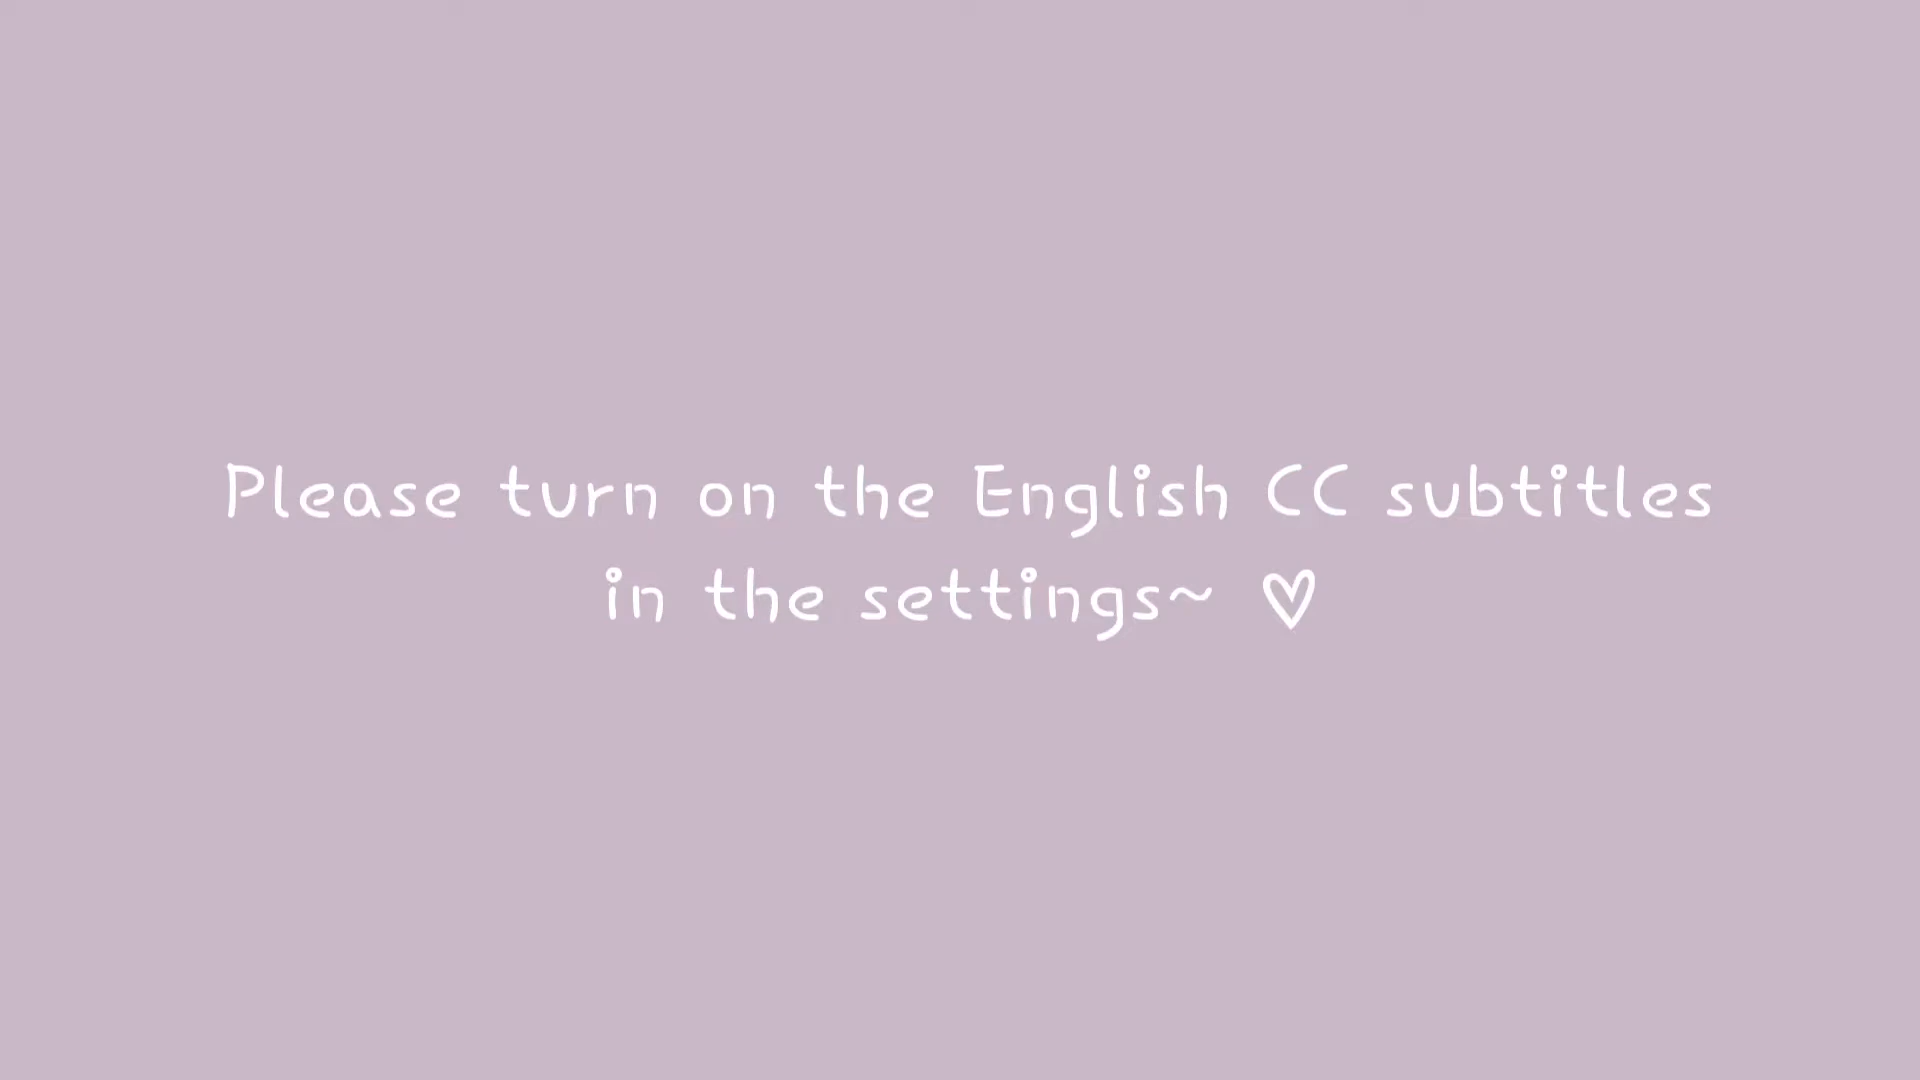 Please turn on the English CC subtitles
in the settings~ ♡